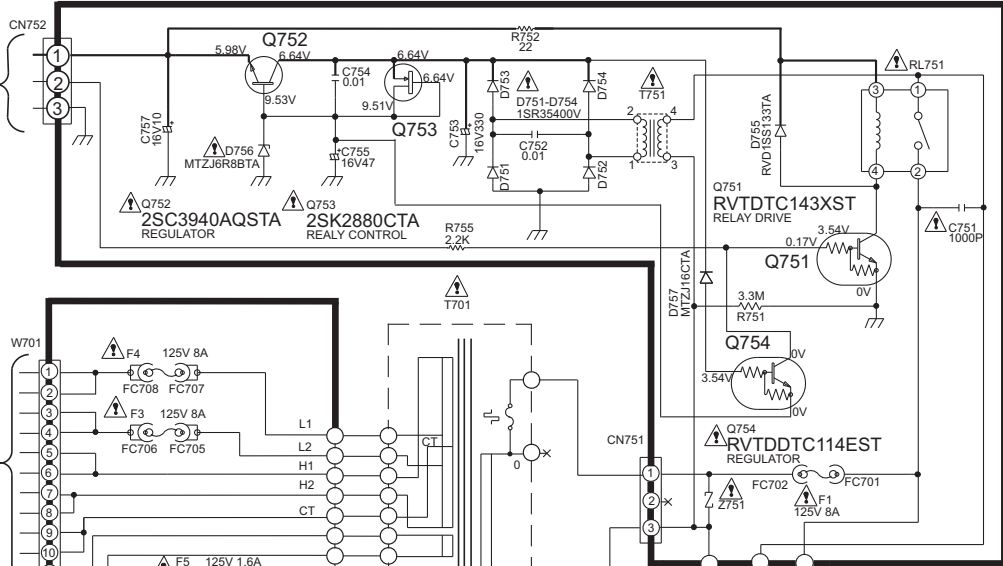 CN752
1
2
3
5.98V
Q752
6.64V
9.53V
C754
0.01
6.64V
6.64V
9.51V
Q753
R752
22
C757
16V10
D756
MTZJ6R8BTA
C755
16V47
C753
16V330
D753
D754
D751-D754
1SR35400V
C752
0.01
D751
D752
T751
2
4
1
3
RL751
3
1
4
2
D755
RVD1SS133TA
Q752
2SC3940AQSTA
REGULATOR
Q753
2SK2880CTA
REALY CONTROL
Q751
RVTDTC143XST
RELAY DRIVE
C751
1000P
R755
2.2K
3.54V
0.17V
Q751
0V
D757
MTZJ16CTA
3.3M
R751
Q754
0V
3.54V
0V
Q754
RVTDDTC114EST
REGULATOR
T701
W701
1
2
3
4
5
6
7
8
9
10
F4
125V 8A
FC708
FC707
F3
125V 8A
FC706
FC705
L1
L2
H1
H2
CT
CT
0
CN751
1
2
3
Z751
FC702
FC701
F1
125V 8A
F5
125V 1.6A